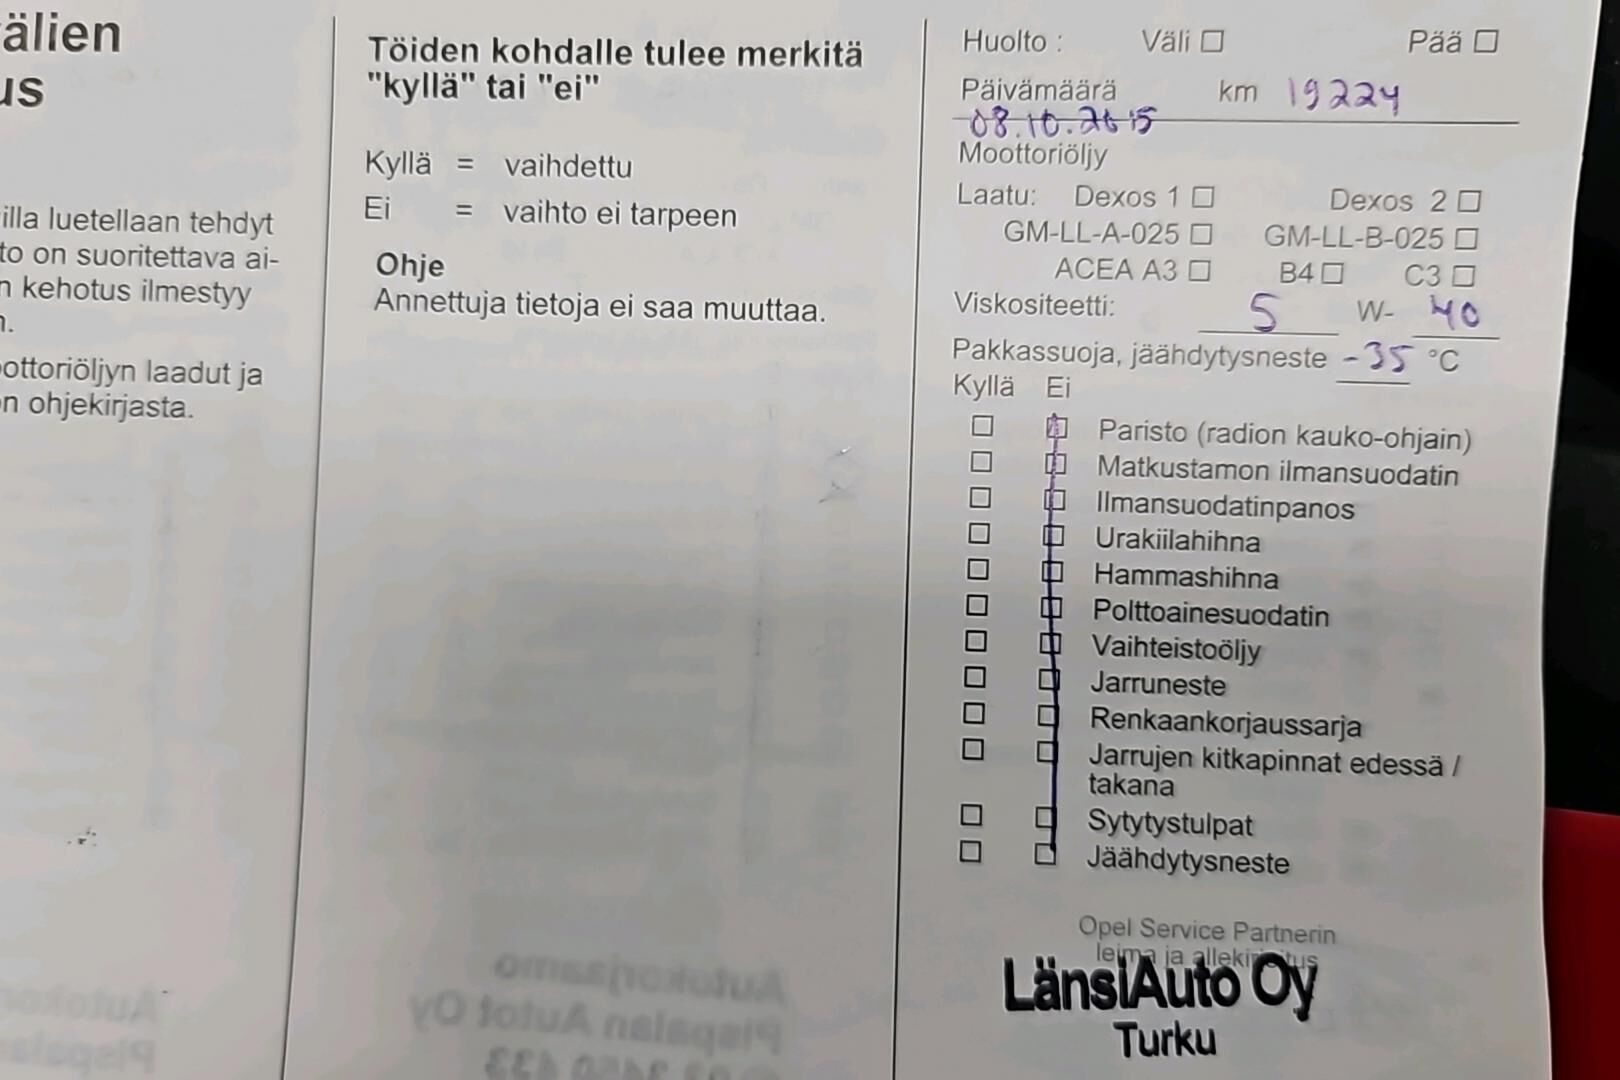 älien
us
illa luetellaan tehdyt
to on suoritettava ai-
n kehotus ilmestyy
n.
ottoriöljyn laadut ja
n ohjekirjasta.
Töiden kohdalle tulee merkitä
"kyllä" tai "ei"
Kyllä = vaihdettu
Ei = vaihto ei tarpeen
Ohje
Annettuja tietoja ei saa muuttaa.
Huolto : Väli ☐ Pää ☐
Päivämäärä km 19224
08.10.2015
Moottoriöljy
Laatu: Dexos 1 ☐ Dexos 2 ☐
GM-LL-A-025 ☐ GM-LL-B-025 ☐
ACEA A3 ☐ B4 ☐ C3 ☐
Viskositeetti: 5 W- 40
Pakkassuoja, jäähdytysneste -35 °C
Kyllä Ei
☐ ☐ Paristo (radion kauko-ohjain)
☐ ☐ Matkustamon ilmansuodatin
☐ ☐ Ilmansuodatinpanos
☐ ☐ Urakiilahihna
☐ ☐ Hammashihna
☐ ☐ Polttoainesuodatin
☐ ☐ Vaihteistoöljy
☐ ☐ Jarruneste
☐ ☐ Renkaankorjaussarja
☐ ☐ Jarrujen kitkapinnat edessä /
takana
☐ ☐ Sytytystulpat
☐ ☐ Jäähdytysneste
Opel Service Partnerin
leima ja allekirjoitus
LänsiAuto Oy
Turku